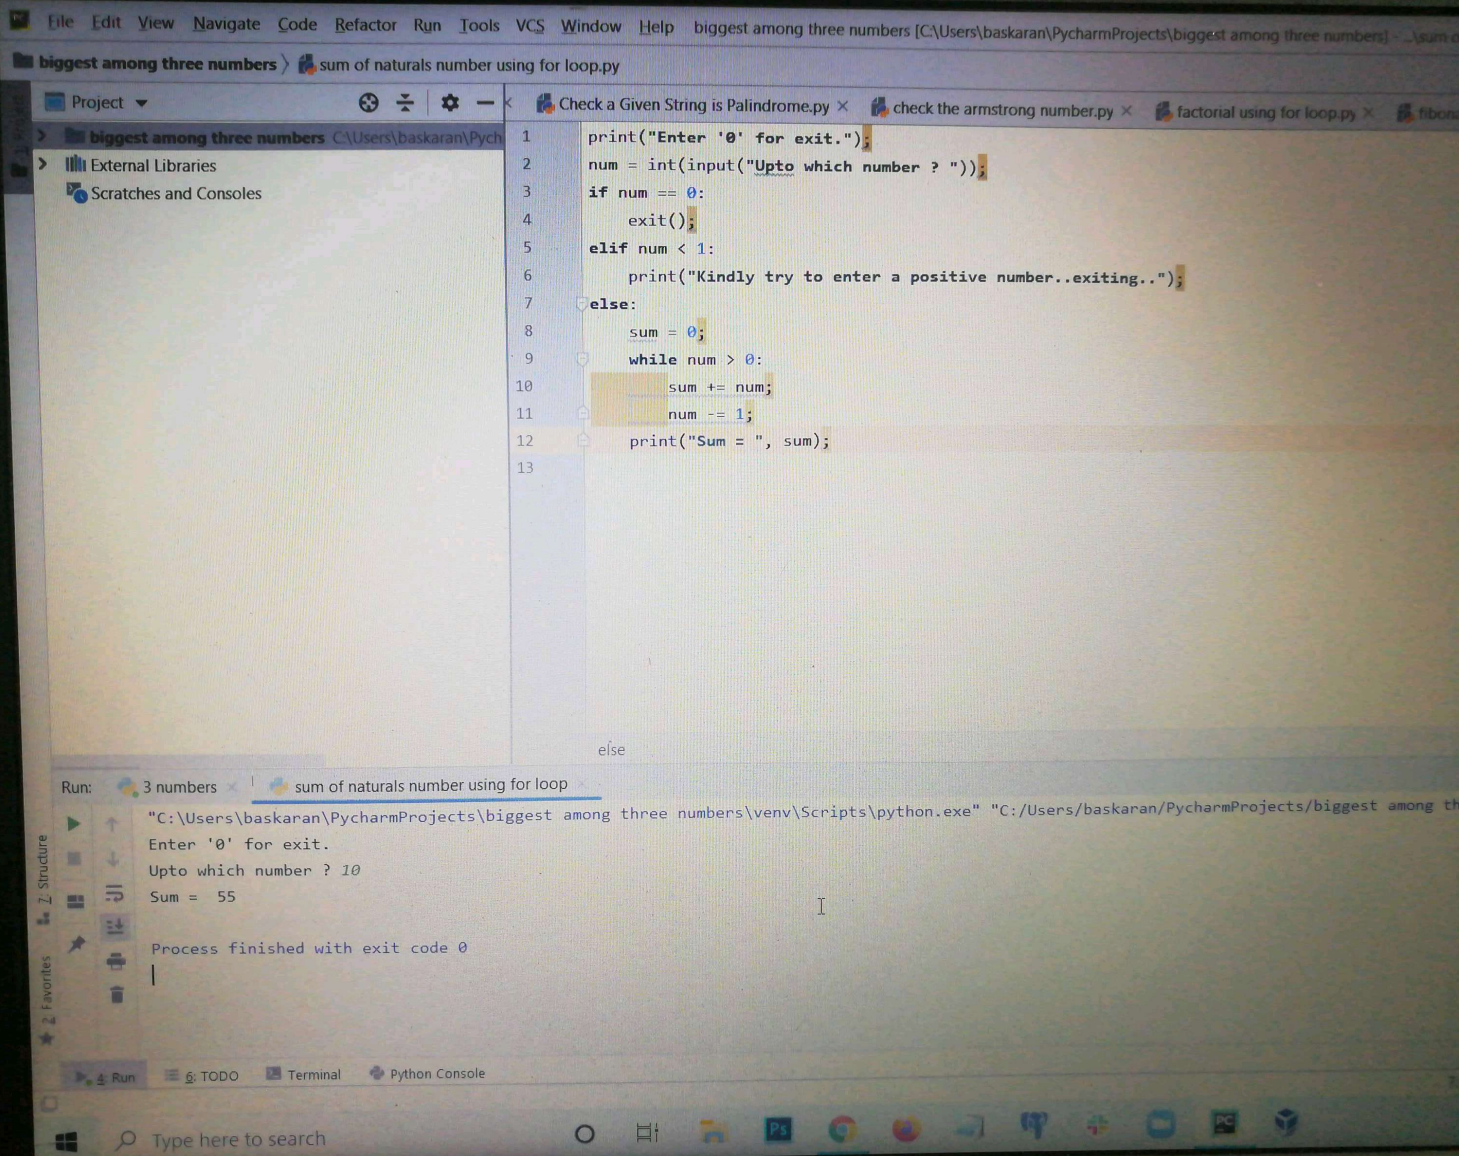 File Edit View Navigate Code Refactor Run Tools VCS Window Help biggest among three numbers [C:\Users\baskaran\PycharmProjects\biggest among three numbers] - ...\sum
biggest among three numbers sum of naturals number using for loop.py
Project
Check a Given String is Palindrome.py check the armstrong number.py factorial using for loop.py
biggest among three numbers C:\Users\baskaran\Pych
External Libraries
Scratches and Consoles
1 print("Enter '0' for exit.");
2 num = int(input("Upto which number ? "));
3 if num == 0:
4 exit();
5 elif num < 1:
6 print("Kindly try to enter a positive number..exiting..");
7 else:
8 sum = 0;
9 while num > 0:
10 sum += num;
11 num -= 1;
12 print("Sum = ", sum);
13
else
Run: 3 numbers sum of naturals number using for loop
"C:\Users\baskaran\PycharmProjects\biggest among three numbers\venv\Scripts\python.exe" "C:/Users/baskaran/PycharmProjects/biggest among th
Enter '0' for exit.
Upto which number ? 10
Sum =  55
Process finished with exit code 0
7: Structure
2: Favorites
4: Run 6: TODO Terminal Python Console
Type here to search
Ps
PC